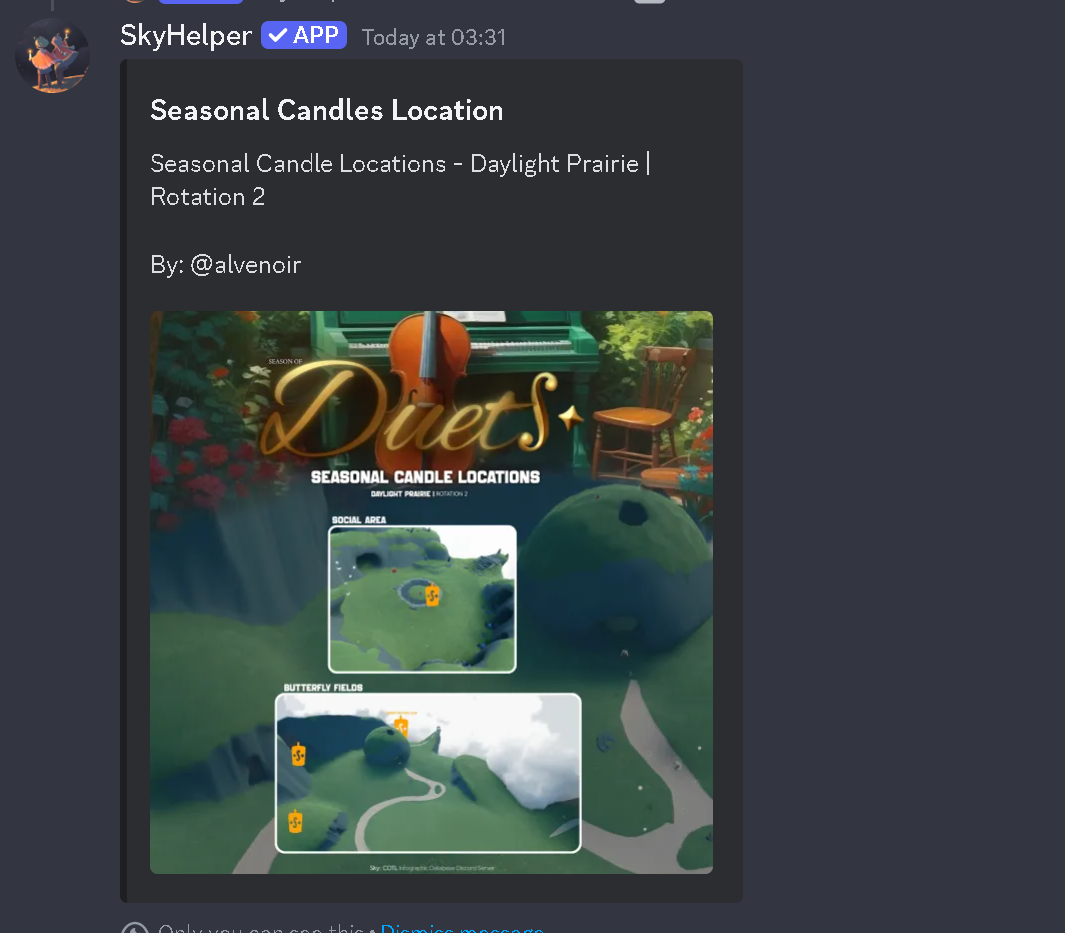 SkyHelper APP Today at 03:31
Seasonal Candles Location
Seasonal Candle Locations - Daylight Prairie |
Rotation 2
By: @alvenoir
SEASON OF
Duets
SEASONAL CANDLE LOCATIONS
DAYLIGHT PRAIRIE | ROTATION 2
SOCIAL AREA
BUTTERFLY FIELDS
Sky: COTL Infographic Database Discord Server
Only you can see this • Dismiss message